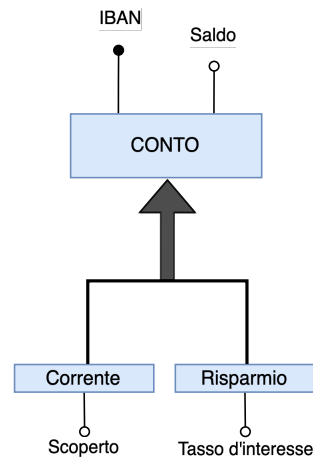 IBAN
Saldo
CONTO
Corrente
Risparmio
Scoperto
Tasso d'interesse